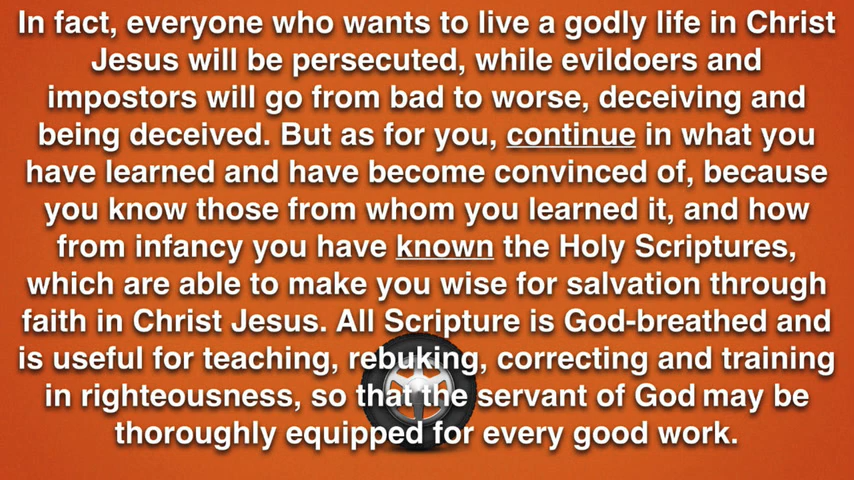 In fact, everyone who wants to live a godly life in Christ
Jesus will be persecuted, while evildoers and
impostors will go from bad to worse, deceiving and
being deceived. But as for you, continue in what you
have learned and have become convinced of, because
you know those from whom you learned it, and how
from infancy you have known the Holy Scriptures,
which are able to make you wise for salvation through
faith in Christ Jesus. All Scripture is God-breathed and
is useful for teaching, rebuking, correcting and training
in righteousness, so that the servant of God may be
thoroughly equipped for every good work.